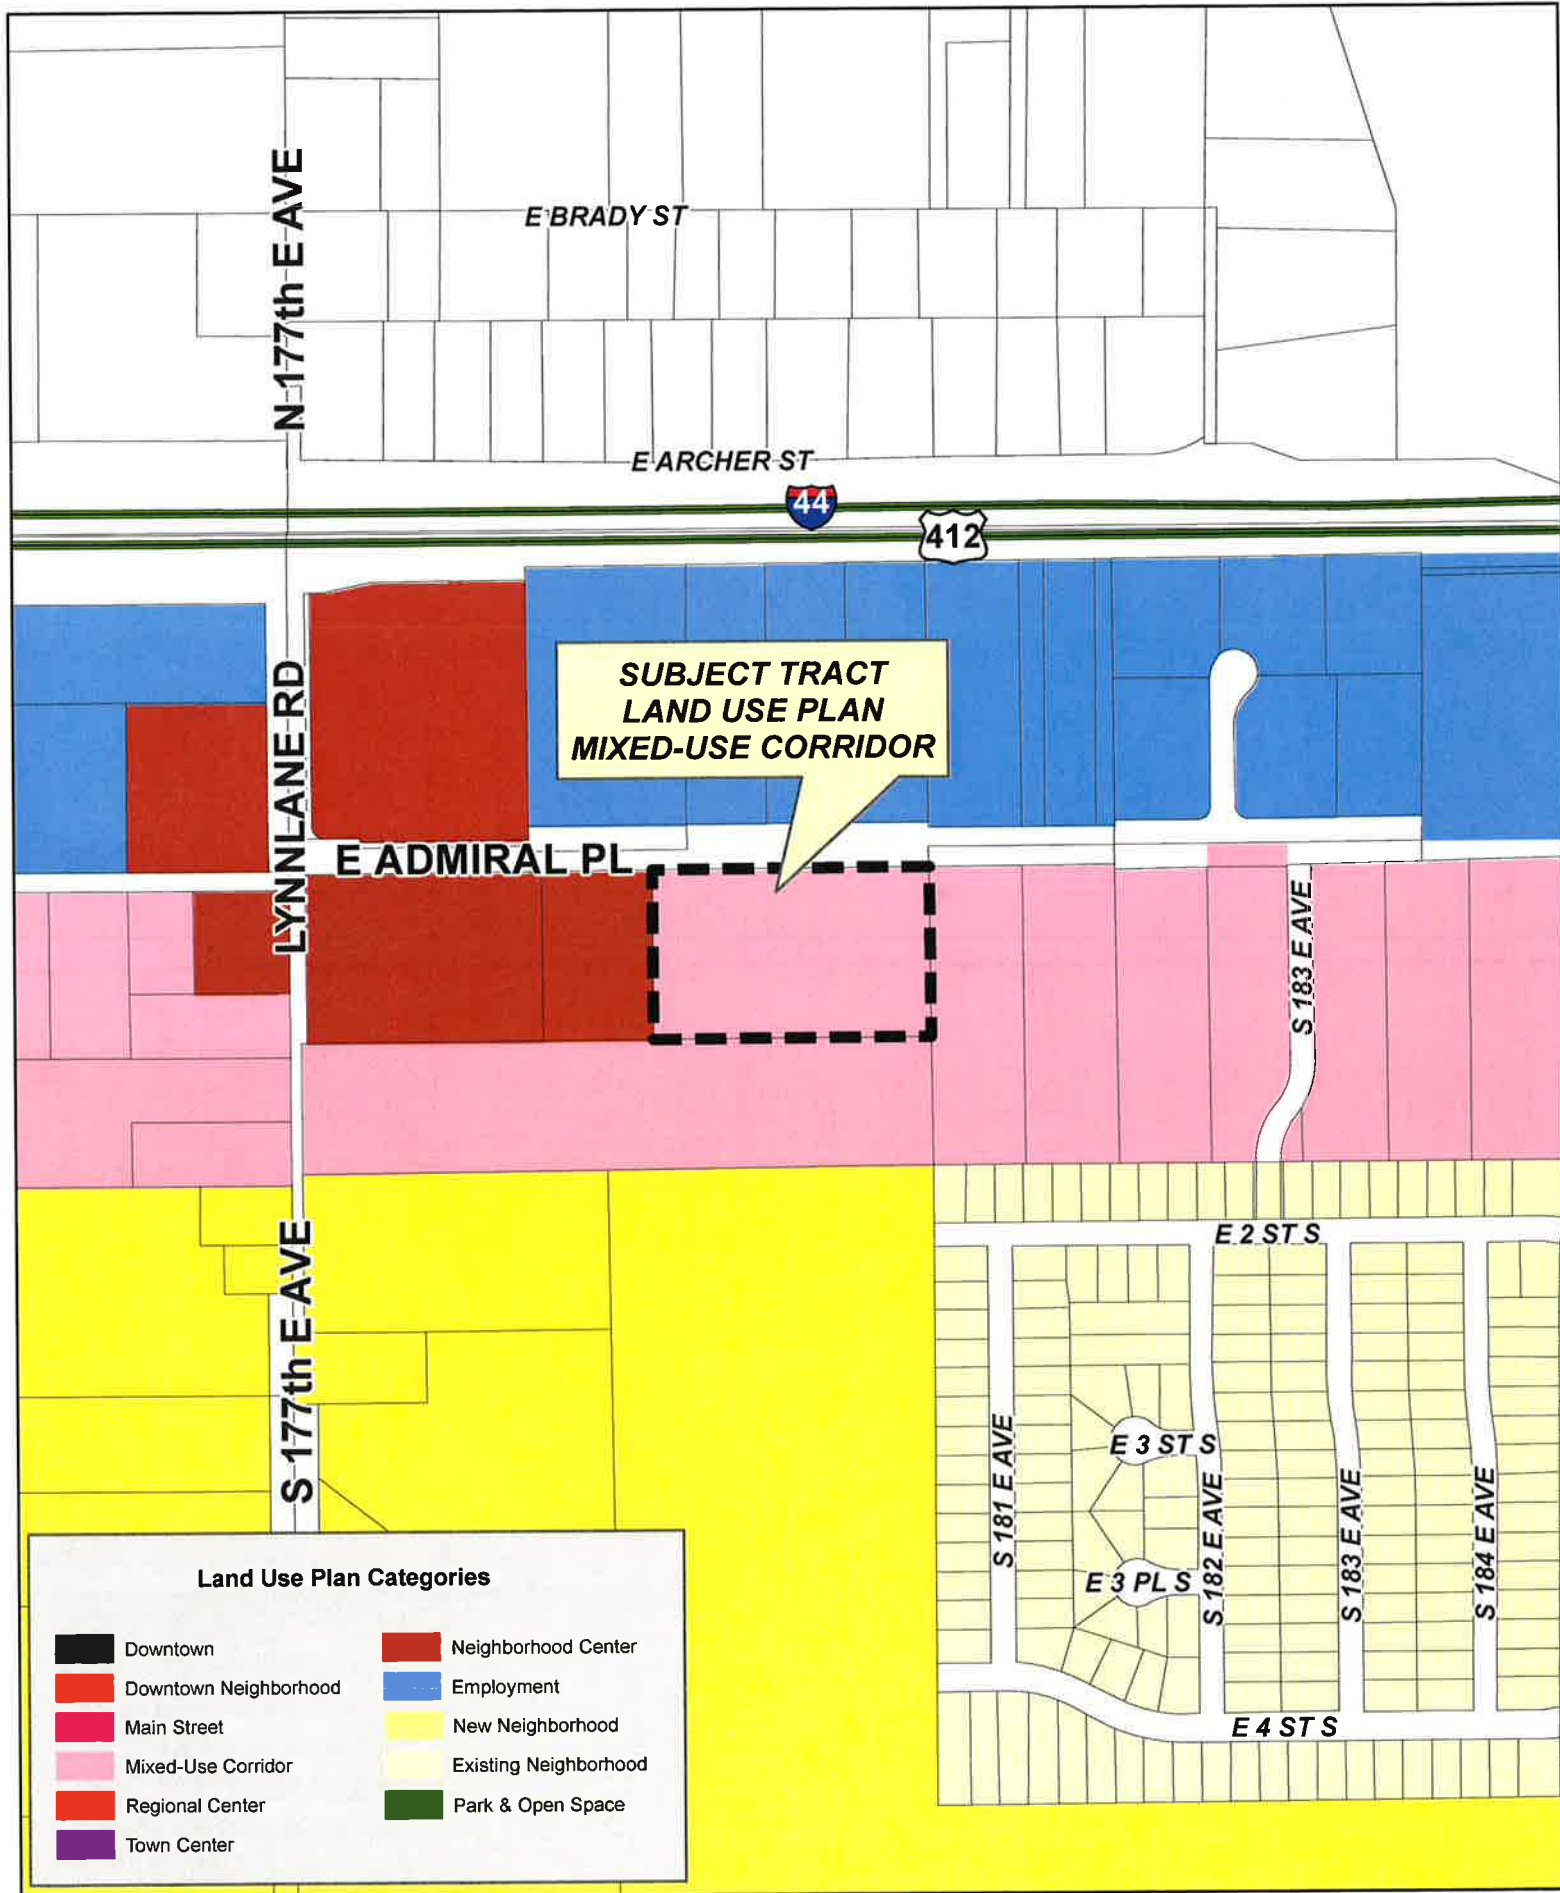 N 177th E AVE
E BRADY ST
E ARCHER ST
44
412
SUBJECT TRACT
LAND USE PLAN
MIXED-USE CORRIDOR
LYNNLANE RD
E ADMIRAL PL
S 183 E AVE
S 177th E AVE
E 2 ST S
E 3 ST S
S 181 E AVE
S 182 E AVE
S 183 E AVE
S 184 E AVE
E 3 PL S
E 4 ST S
Land Use Plan Categories
Downtown
Downtown Neighborhood
Main Street
Mixed-Use Corridor
Regional Center
Town Center
Neighborhood Center
Employment
New Neighborhood
Existing Neighborhood
Park & Open Space